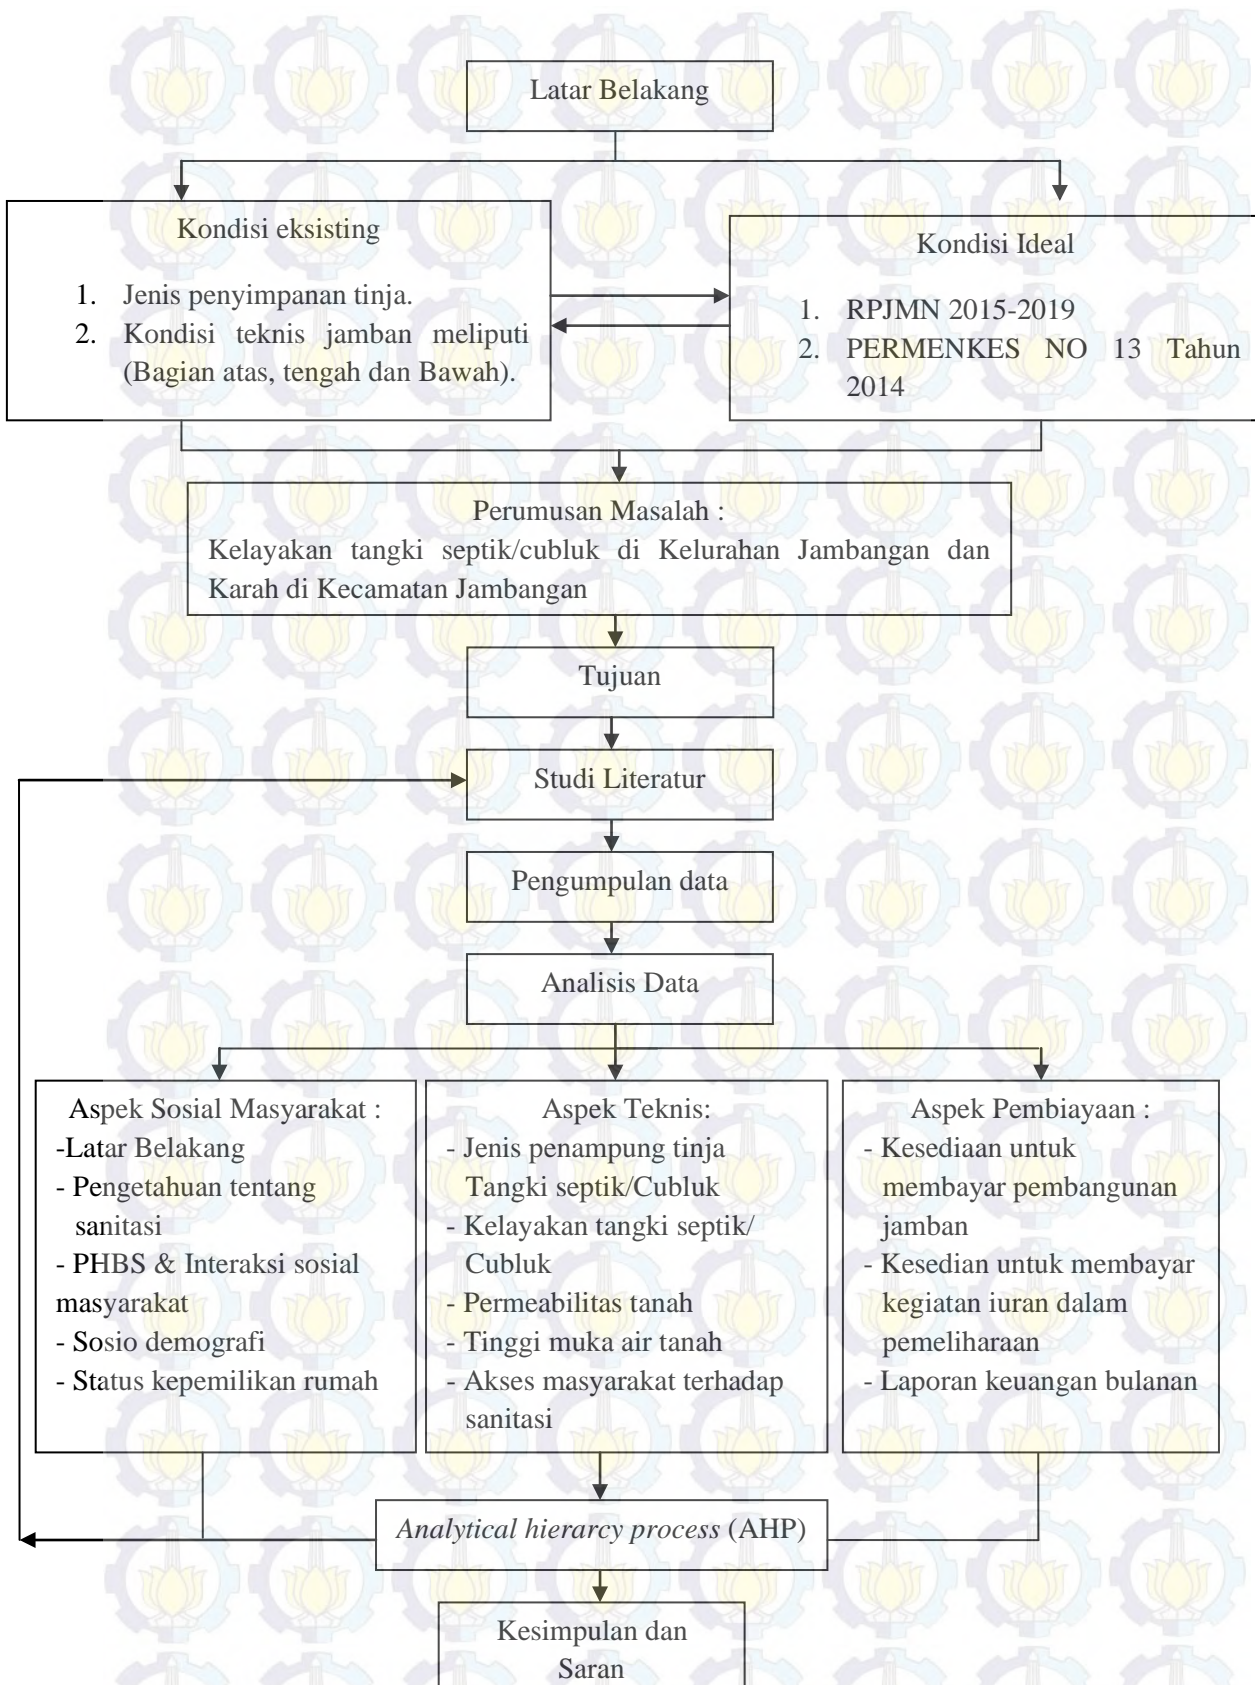 Latar Belakang
Kondisi eksisting
1. Jenis penyimpanan tinja.
2. Kondisi teknis jamban meliputi
(Bagian atas, tengah dan Bawah).
Kondisi Ideal
1. RPJMN 2015-2019
2. PERMENKES NO 13 Tahun
2014
Perumusan Masalah :
Kelayakan tangki septik/cubluk di Kelurahan Jambangan dan
Karah di Kecamatan Jambangan
Tujuan
Studi Literatur
Pengumpulan data
Analisis Data
Aspek Sosial Masyarakat :
-Latar Belakang
- Pengetahuan tentang
sanitasi
- PHBS & Interaksi sosial
masyarakat
- Sosio demografi
- Status kepemilikan rumah
Aspek Teknis:
- Jenis penampung tinja
Tangki septik/Cubluk
- Kelayakan tangki septik/
Cubluk
- Permeabilitas tanah
- Tinggi muka air tanah
- Akses masyarakat terhadap
sanitasi
Aspek Pembiayaan :
- Kesediaan untuk
membayar pembangunan
jamban
- Kesedian untuk membayar
kegiatan iuran dalam
pemeliharaan
- Laporan keuangan bulanan
Analytical hierarcy process (AHP)
Kesimpulan dan
Saran